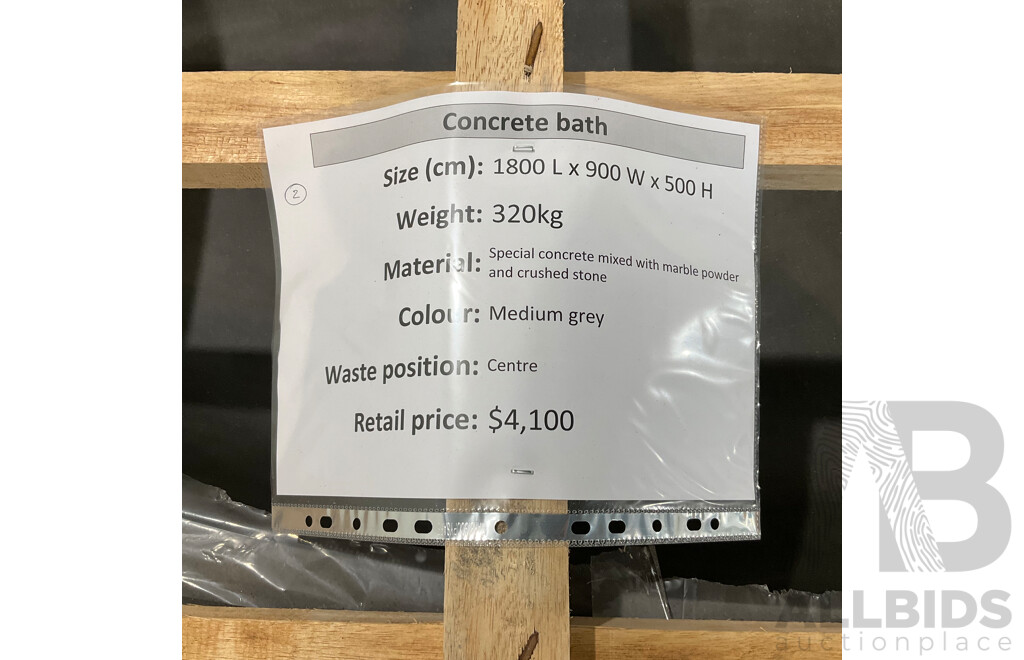 Concrete bath
2
Size (cm): 1800 L x 900 W x 500 H
Weight: 320kg
Material: Special concrete mixed with marble powder
and crushed stone
Colour: Medium grey
Waste position: Centre
Retail price: $4,100
AB
ALLBIDS
auctionplace